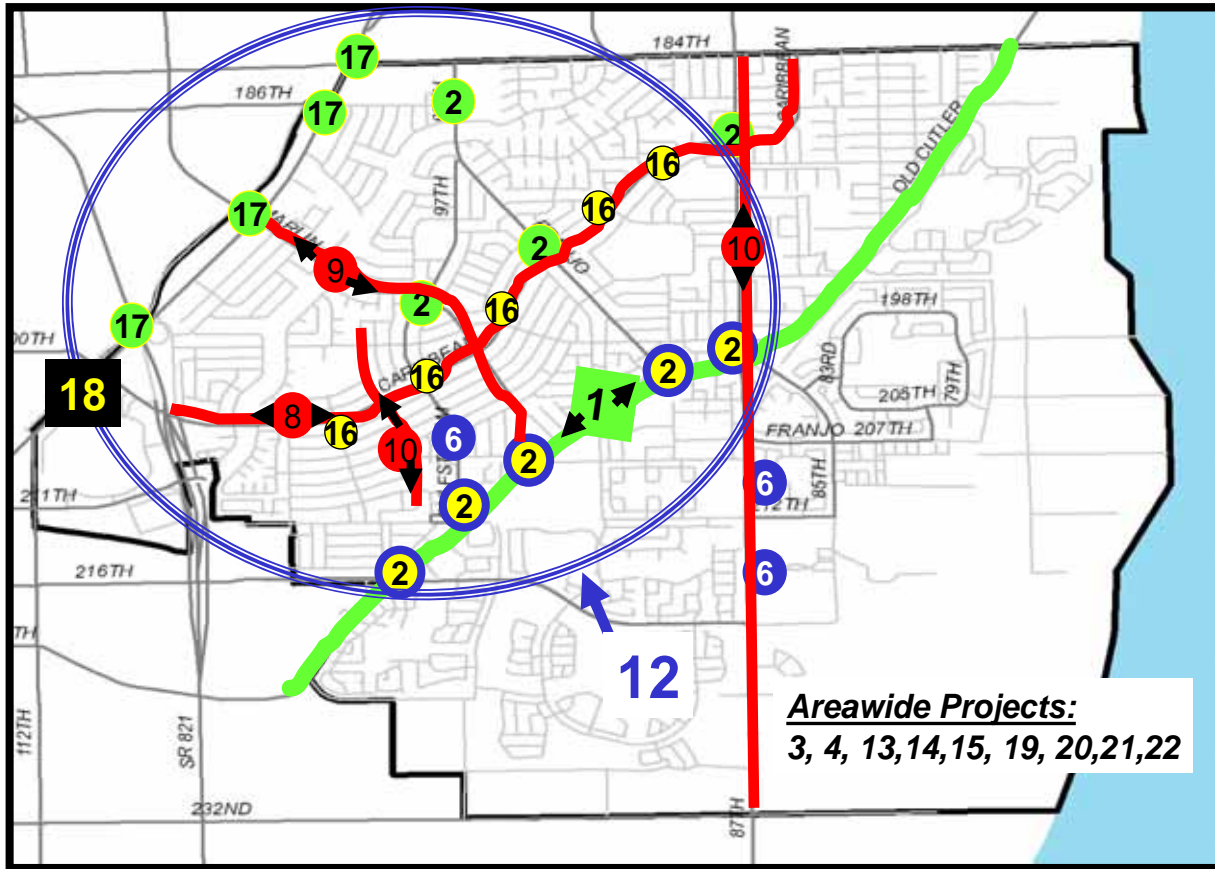 184TH
CARIBBEAN
17
186TH
17
2
2
OLD CUTLER
16
97TH
16
17
MARLIN
2
10
9
198TH
2
16
17
2
83RD
00TH
CARIBBEAN
16
2
1
205TH
79TH
18
8
16
FRANJO 207TH
6
10
2
6
85TH
211TH
2
212TH
216TH
2
6
TH
12
Areawide Projects:
3, 4, 13,14,15, 19, 20,21,22
112TH
SR 821
232ND
87TH